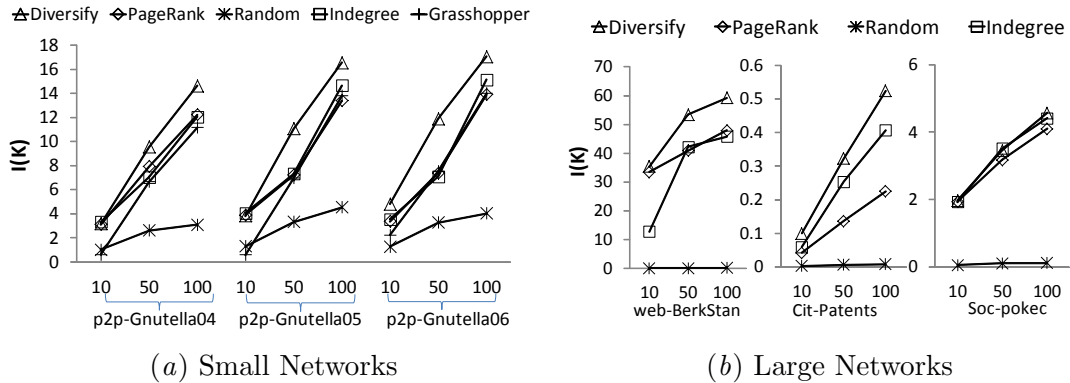 Diversify PageRank Random Indegree Grasshopper
I(K)
18
16
14
12
10
8
6
4
2
0
10 50 100 10 50 100 10 50 100
p2p-Gnutella04 p2p-Gnutella05 p2p-Gnutella06
(a) Small Networks
Diversify PageRank Random Indegree
I(K)
70
60
50
40
30
20
10
0
10 50 100
web-BerkStan
0.6
0.5
0.4
0.3
0.2
0.1
0
10 50 100
Cit-Patents
6
4
2
0
10 50 100
Soc-pokec
(b) Large Networks